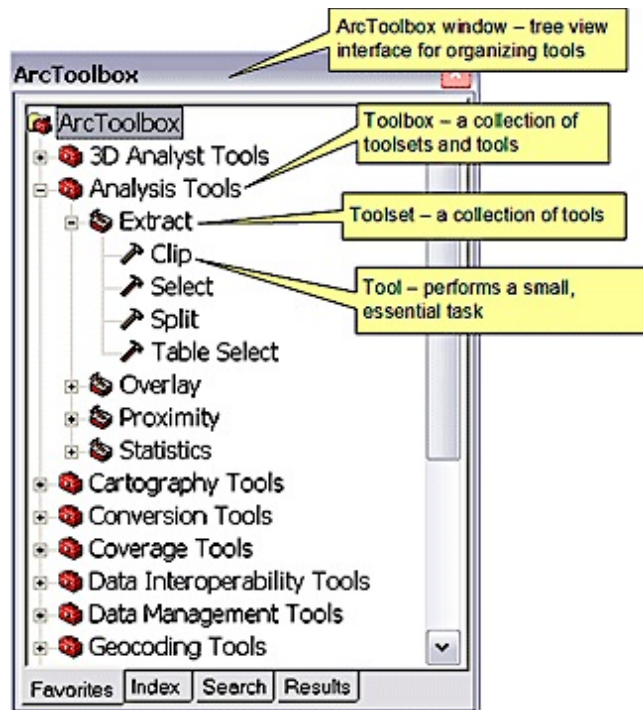 ArcToolbox window – tree view
interface for organizing tools
ArcToolbox
ArcToolbox
Toolbox – a collection of
toolsets and tools
3D Analyst Tools
Analysis Tools
Extract
Toolset – a collection of tools
Clip
Tool – performs a small,
essential task
Select
Split
Table Select
Overlay
Proximity
Statistics
Cartography Tools
Conversion Tools
Coverage Tools
Data Interoperability Tools
Data Management Tools
Geocoding Tools
Favorites Index Search Results